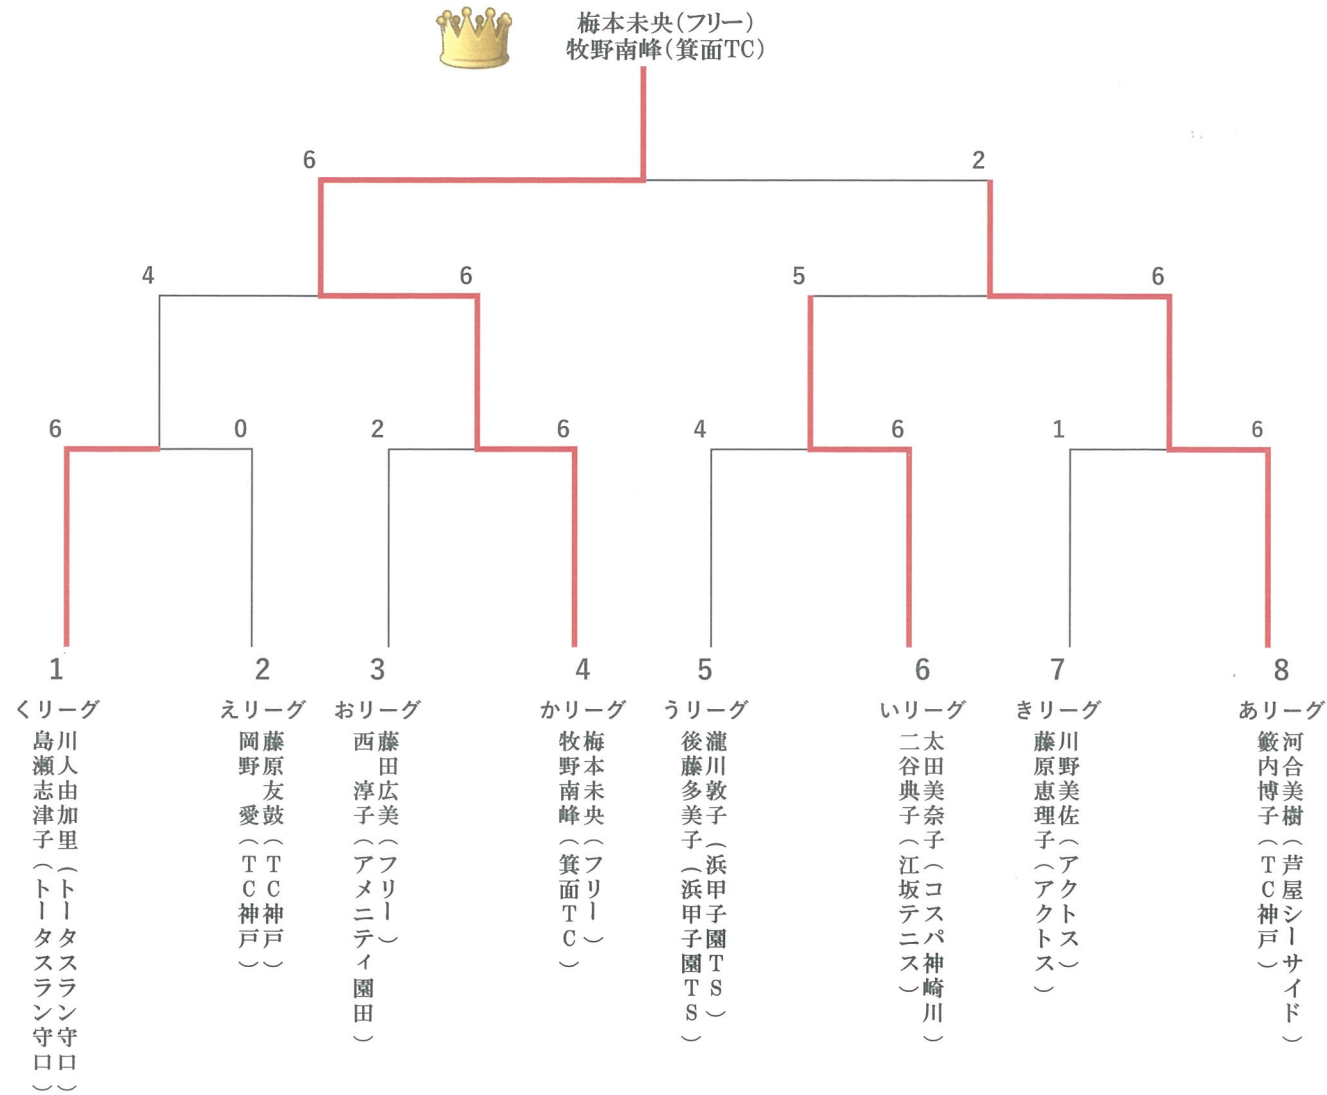 梅本未央(フリー)
牧野南峰(箕面TC)
6
2
4
6
5
6
6
0
2
6
4
6
1
6
1
2
3
4
5
6
7
8
くリーグ
えリーグ
おリーグ
かリーグ
うリーグ
いリーグ
きリーグ
あリーグ
川人由加里(トータスラン守口)
島瀬志津子(トータスラン守口)
藤原友鼓(TC神戸)
岡野 愛(TC神戸)
藤田広美(フリー)
西 淳子(アメニティ園田)
梅本未央(フリー)
牧野南峰(箕面TC)
瀧川敦子(浜甲子園TS)
後藤多美子(浜甲子園TS)
太田美奈子(コスパ神崎川)
二谷典子(江坂テニス)
川野美佐(アクトス)
藤原恵理子(アクトス)
河合美樹(芦屋シーサイド)
籔内博子(TC神戸)